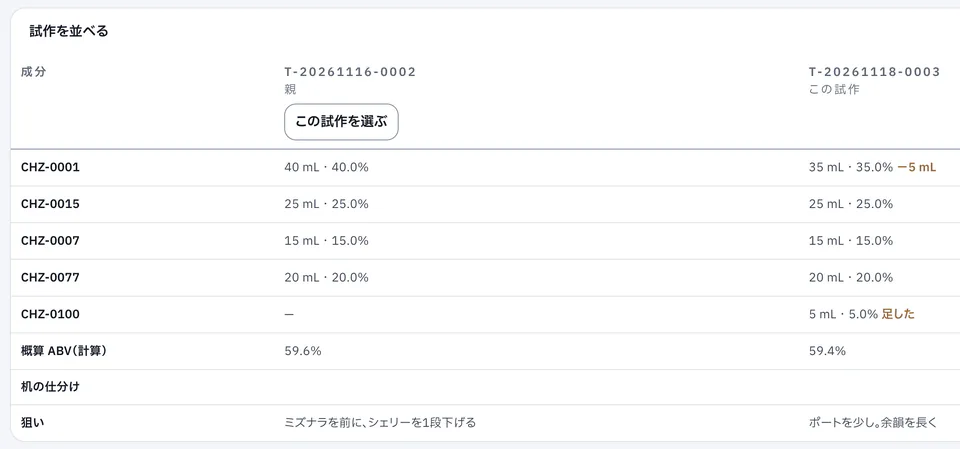 試作を並べる
成分 T-20261116-0002 T-20261118-0003
親 この試作
この試作を選ぶ
CHZ-0001 40 mL · 40.0% 35 mL · 35.0% −5 mL
CHZ-0015 25 mL · 25.0% 25 mL · 25.0%
CHZ-0007 15 mL · 15.0% 15 mL · 15.0%
CHZ-0077 20 mL · 20.0% 20 mL · 20.0%
CHZ-0100 — 5 mL · 5.0% 足した
概算 ABV（計算） 59.6% 59.4%
机の仕分け
狙い ミズナラを前に、シェリーを1段下げる ポートを少し。余韻を長く